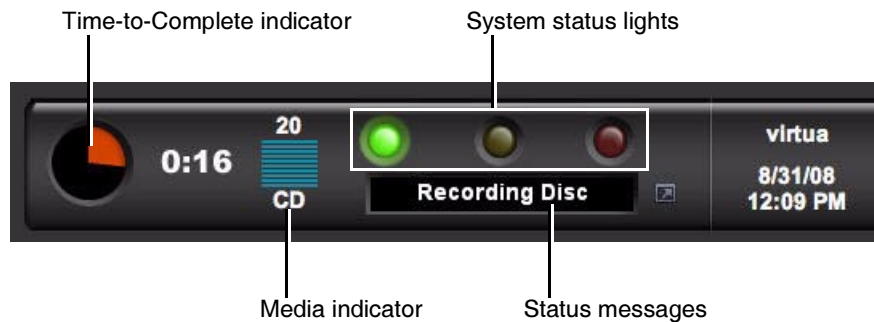 Time-to-Complete indicator
System status lights
0:16
20
CD
Recording Disc
virtua
8/31/08
12:09 PM
Media indicator
Status messages